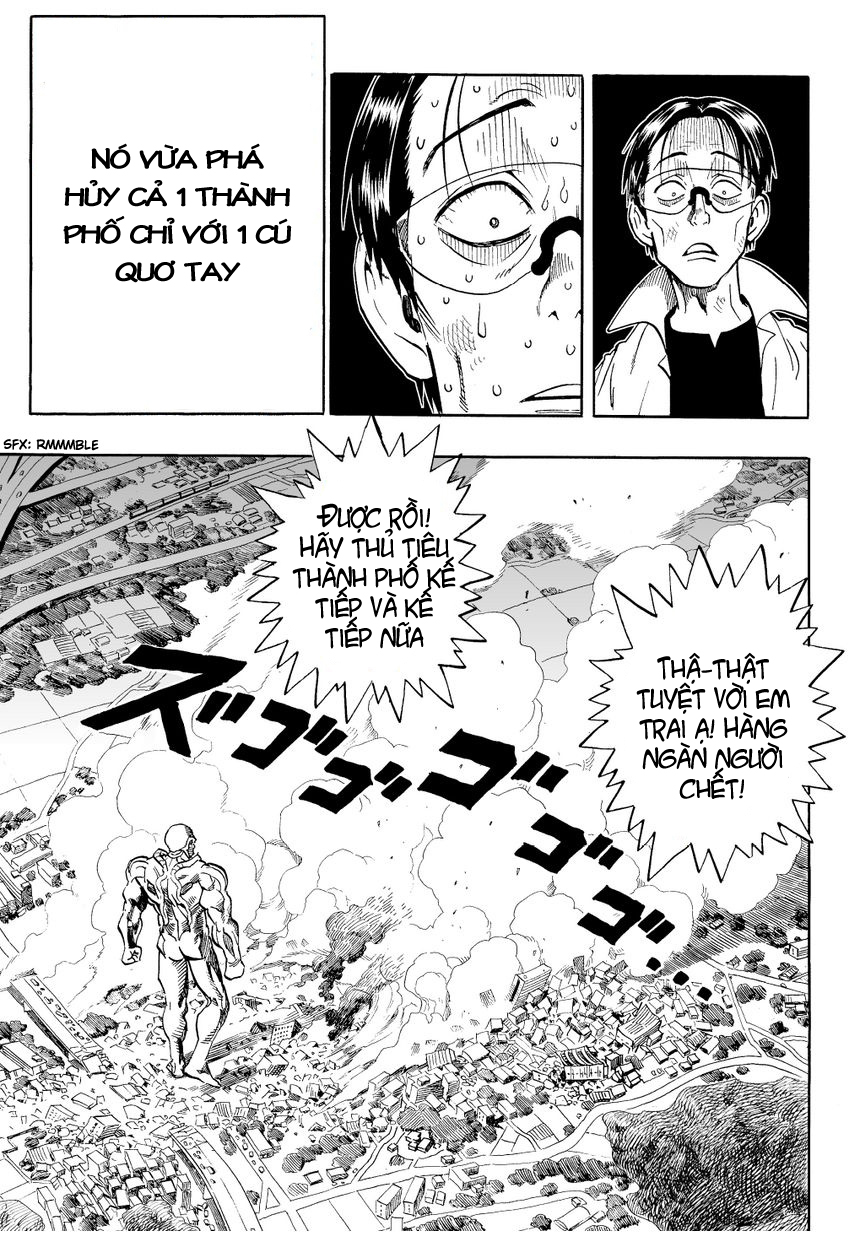 NÓ VỪA PHÁ
HỦY CẢ 1 THÀNH
PHỐ CHỈ VỚI 1 CÚ
QUƠ TAY
SFX: RMMMBLE
ĐƯỢC RỒI!
HÃY THỦ TIÊU
THÀNH PHỐ KẾ
TIẾP VÀ KẾ
TIẾP NỮA
THẬ-THẬT
TUYỆT VỜI EM
TRAI Ạ! HÀNG
NGÀN NGƯỜI
CHẾT!
ズゴゴゴゴゴ...